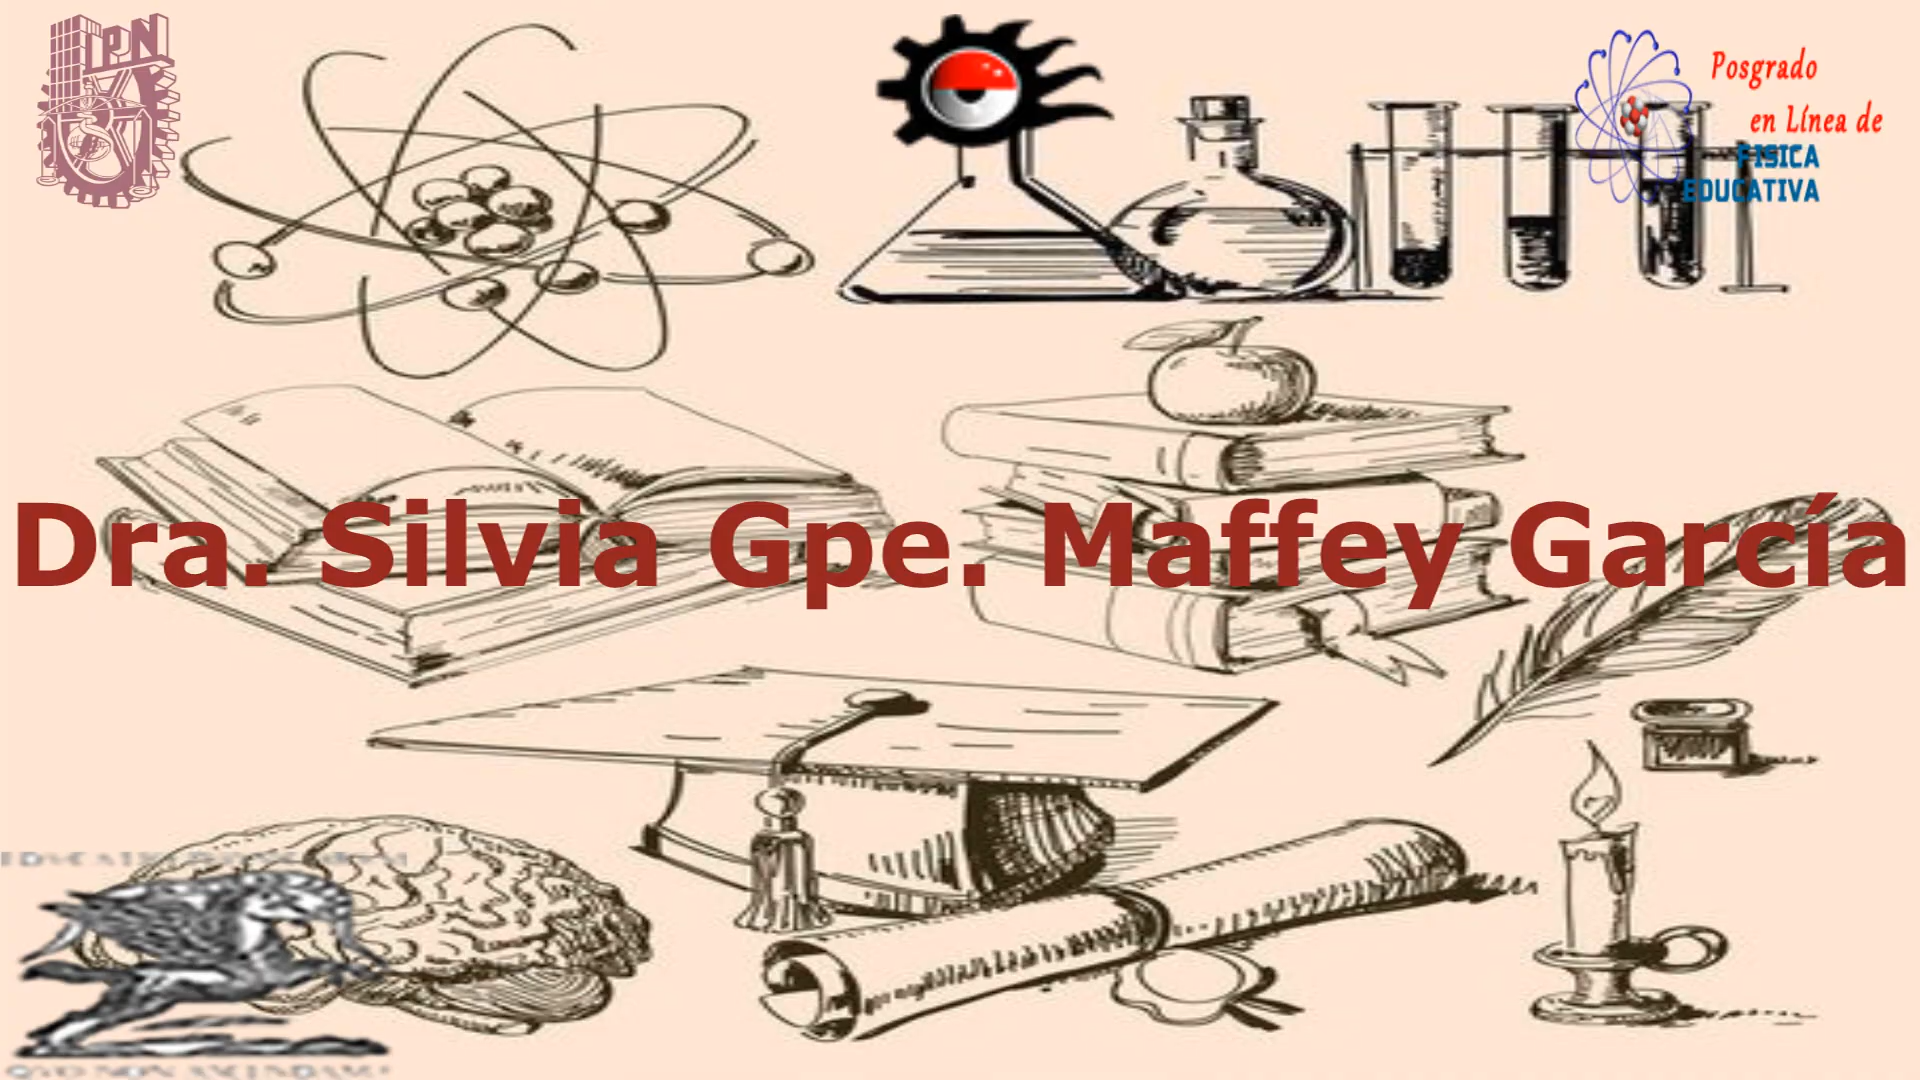 IPN
Posgrado
en Línea de
FISICA
EDUCATIVA
Dra. Silvia Gpe. Maffey García